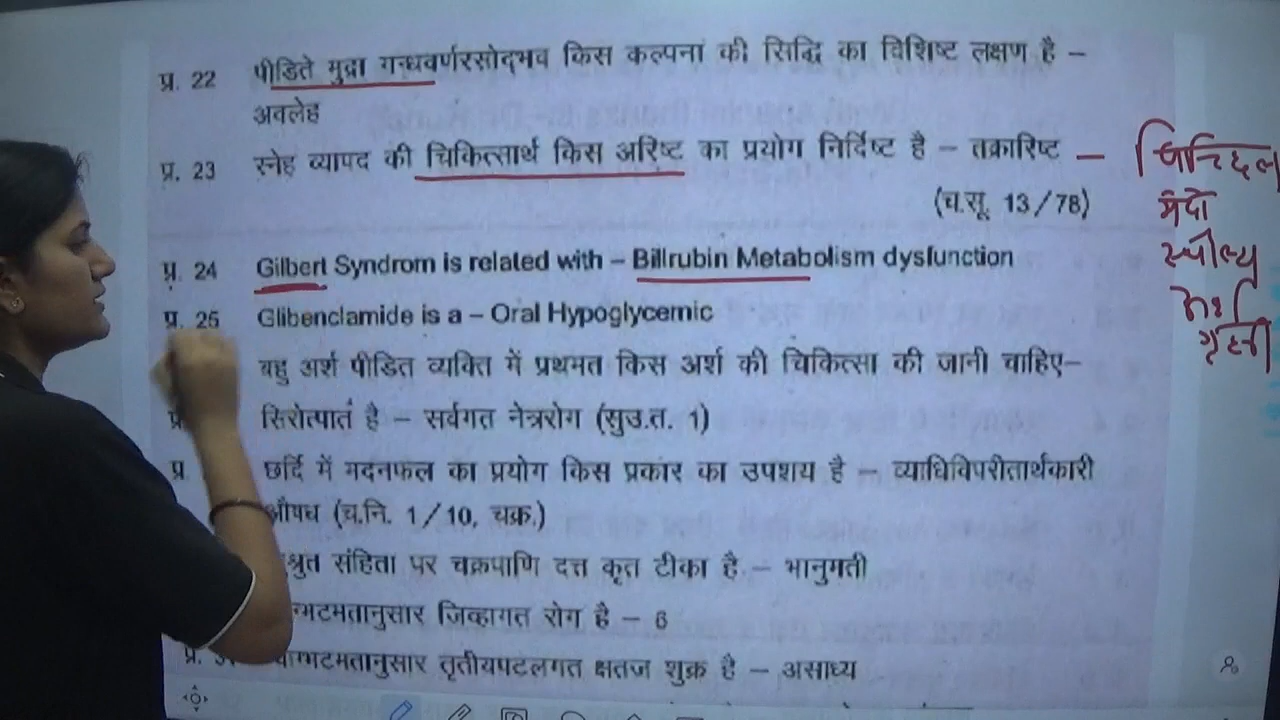 प्र. 22 पीडिते मुद्रा गन्धवर्णरसोद्भव किस कल्पना की सिद्धि का विशिष्ट लक्षण है –
अवलेह
प्र. 23 स्नेह व्यापद की चिकित्सार्थ किस अरिष्ट का प्रयोग निर्दिष्ट है – तक्रारिष्ट –
(च.सू. 13/78)
मेदो
स्थौल्य
अर्श
प्र. 24 Gilbert Syndrom is related with – Billrubin Metabolism dysfunction
प्र. 25 Glibenclamide is a – Oral Hypoglycemic
बहु अर्श पीडित व्यक्ति में प्रथमत किस अर्श की चिकित्सा की जानी चाहिए–
सिरोत्पात है – सर्वगत नेत्ररोग (सुउ.त. 1)
प्र छर्दि में मदनफल का प्रयोग किस प्रकार का उपशय है – व्याधिविपरीतार्थकारी
औषध (च.नि. 1/10, चक्र.)
श्रुत संहिता पर चक्रपाणि दत्त कृत टीका है – भानुमती
ग्भटमतानुसार जिव्हागत रोग है – 6
प्र. वाग्भटमतानुसार तृतीयपटलगत क्षतज शुक्र है – असाध्य